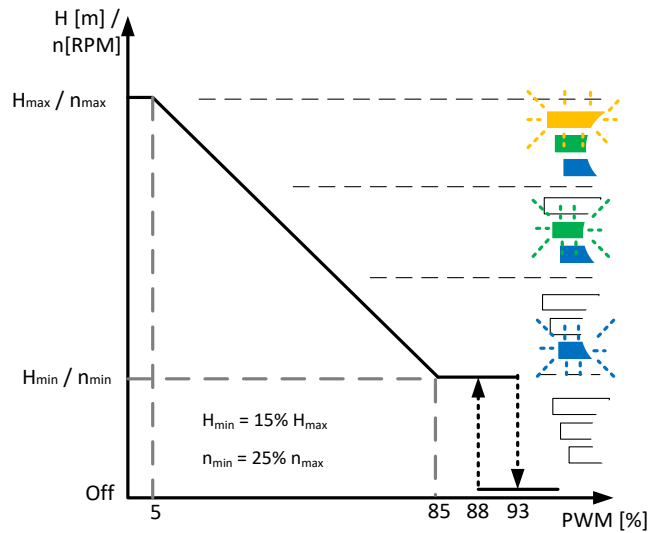 H [m] /
n[RPM]
Hmax / nmax
Hmin / nmin
Hmin = 15% Hmax
nmin = 25% nmax
Off
5
85
88
93
PWM [%]